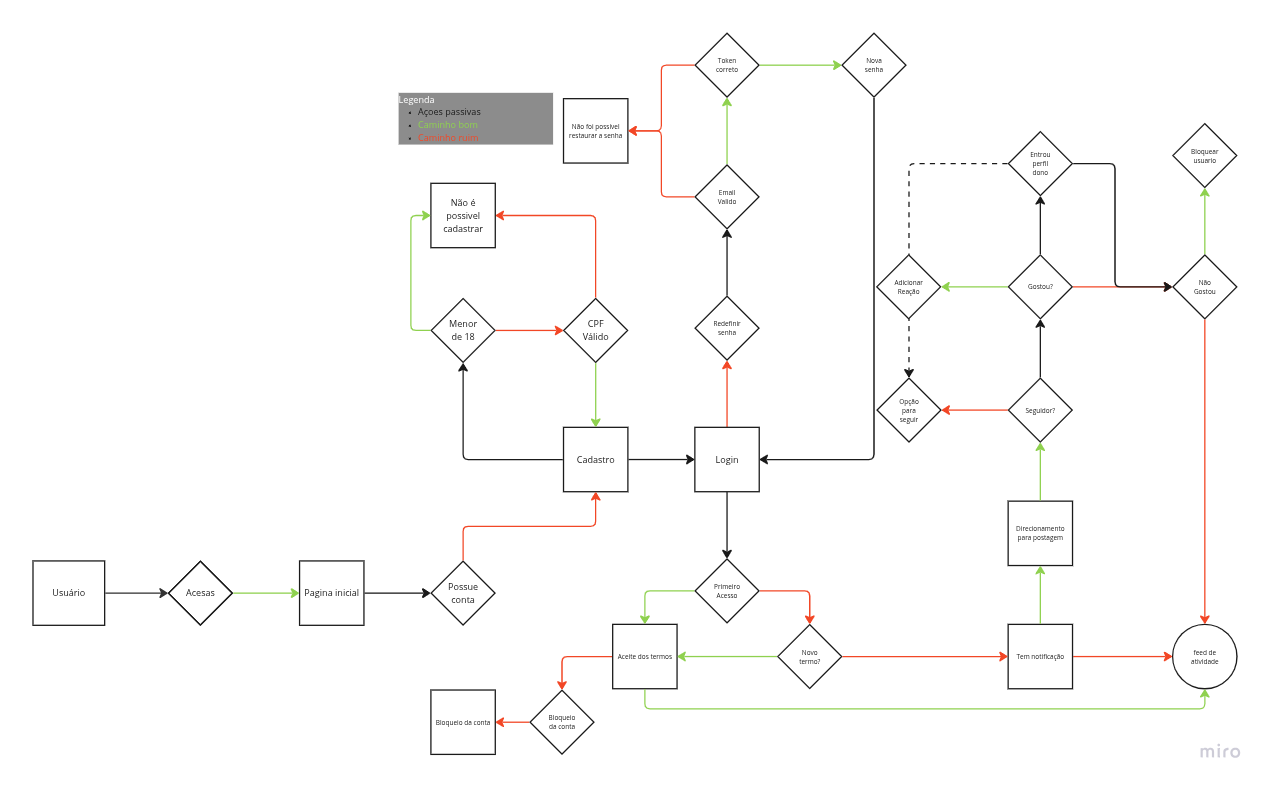 Token
correto
Nova
senha
Legenda
Ações passivas
Caminho bom
Caminho ruim
Não foi possível
restaurar a senha
Entrou
perfil
dono
Bloquear
usuario
Email
Valido
Não é
possivel
cadastrar
Adicionar
Reação
Gostou?
Não
Gostou
Menor
de 18
CPF
Válido
Redefinir
senha
Opção
para
seguir
Seguidor?
Cadastro
Login
Direcionamento
para postagem
Usuário
Acesas
Pagina inicial
Possue
conta
Primeiro
Acesso
Aceite dos termos
Novo
termo?
Tem notificação
feed de
atividade
Bloqueio da conta
Bloqueio
da conta
miro